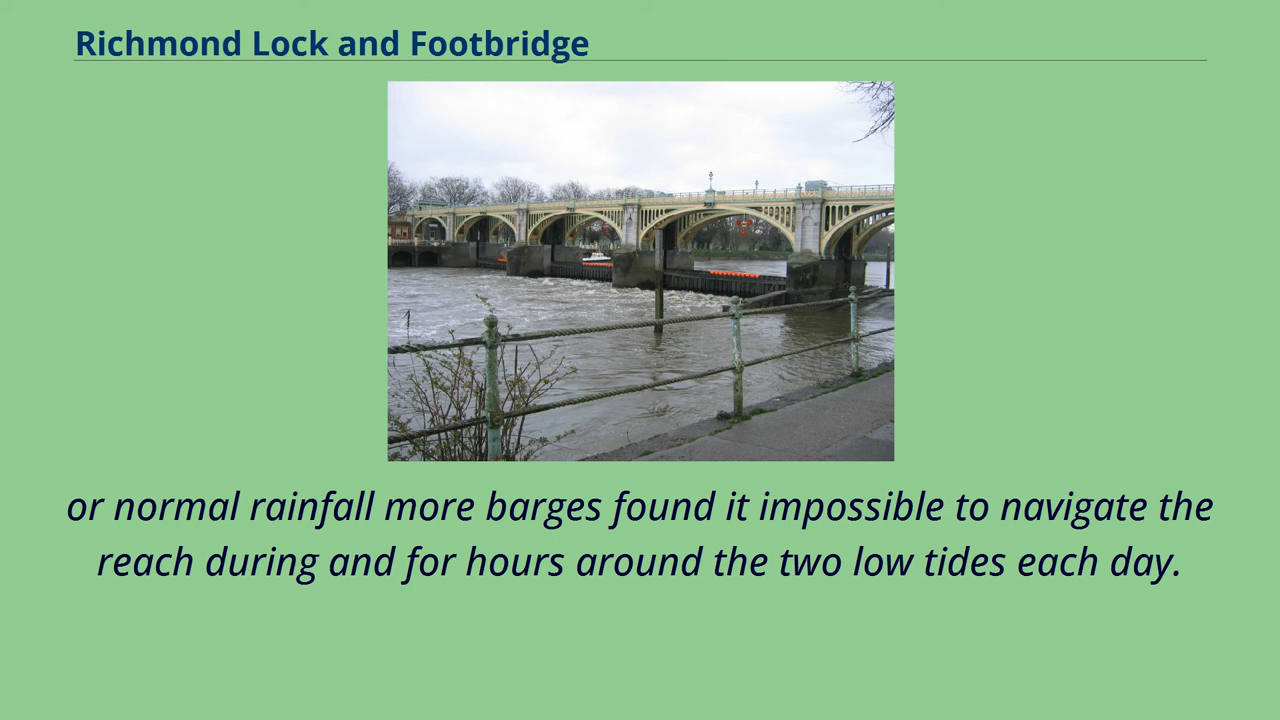 Richmond Lock and Footbridge
or normal rainfall more barges found it impossible to navigate the
reach during and for hours around the two low tides each day.